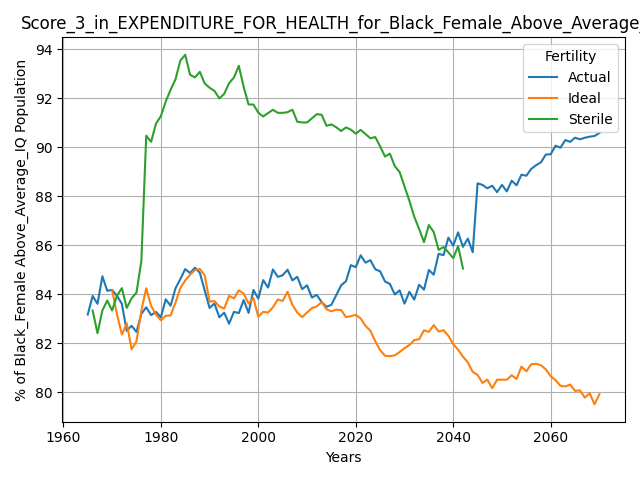 Score_3_in_EXPENDITURE_FOR_HEALTH_for_Black_Female_Above_Average_
Fertility
Actual
Ideal
Sterile
% of Black_Female Above_Average_IQ Population
94
92
90
88
86
84
82
80
1960
1980
2000
2020
2040
2060
Years